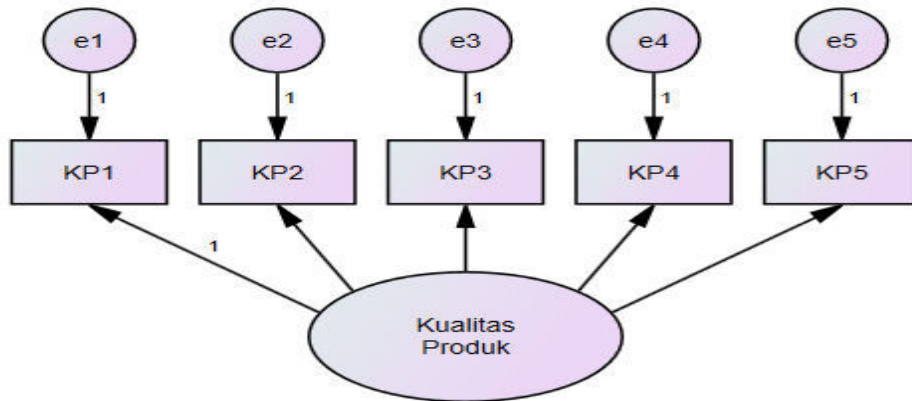 e1 e2 e3 e4 e5
1 1 1 1 1
KP1 KP2 KP3 KP4 KP5
1
Kualitas
Produk